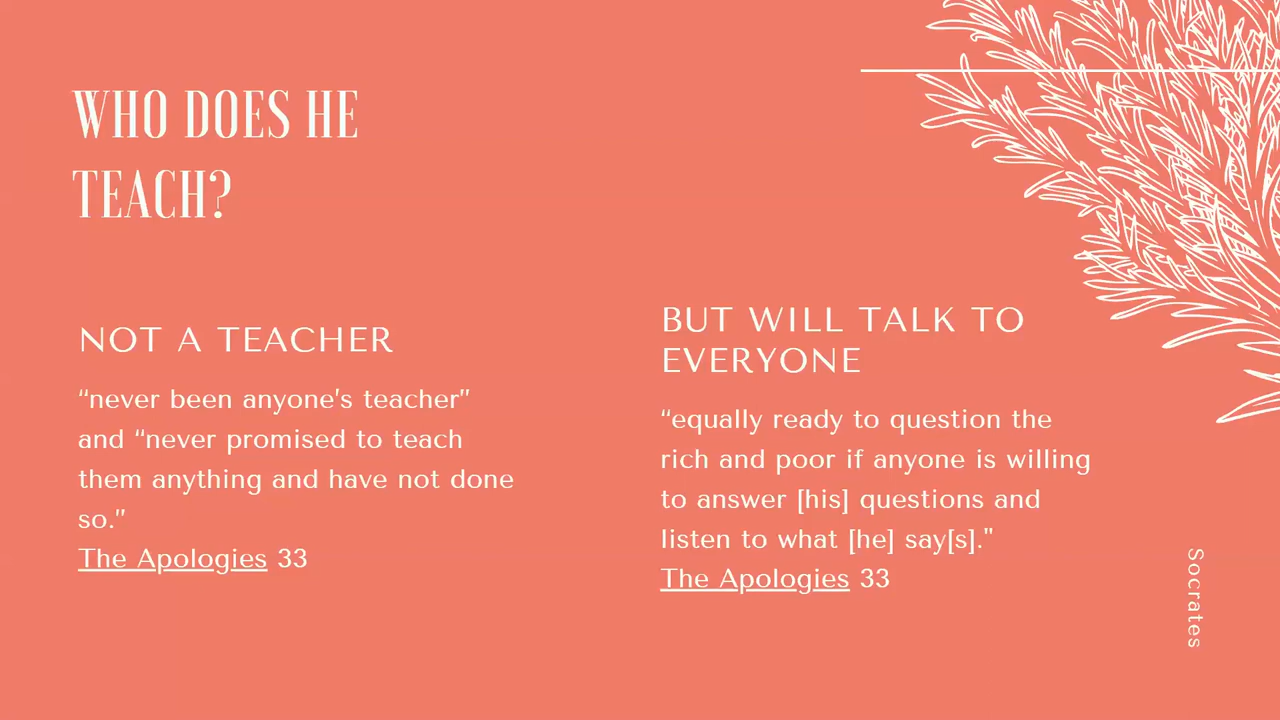 WHO DOES HE
TEACH?
NOT A TEACHER
“never been anyone’s teacher”
and “never promised to teach
them anything and have not done
so.”
The Apologies 33
BUT WILL TALK TO
EVERYONE
“equally ready to question the
rich and poor if anyone is willing
to answer [his] questions and
listen to what [he] say[s]."
The Apologies 33
Socrates